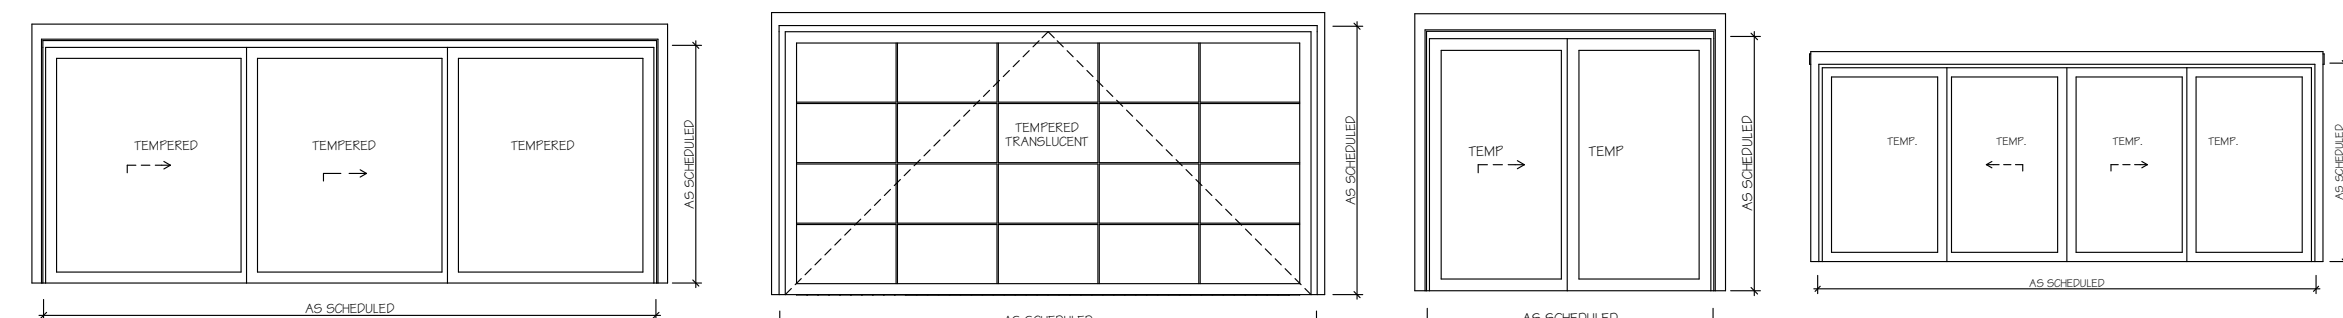 TEMPERED
TEMPERED
TEMPERED
AS SCHEDULED
AS SCHEDULED
TEMPERED
TRANSLUCENT
AS SCHEDULED
AS SCHEDULED
TEMP
TEMP
AS SCHEDULED
AS SCHEDULED
TEMP.
TEMP.
TEMP.
TEMP.
AS SCHEDULED
AS SCHEDULED